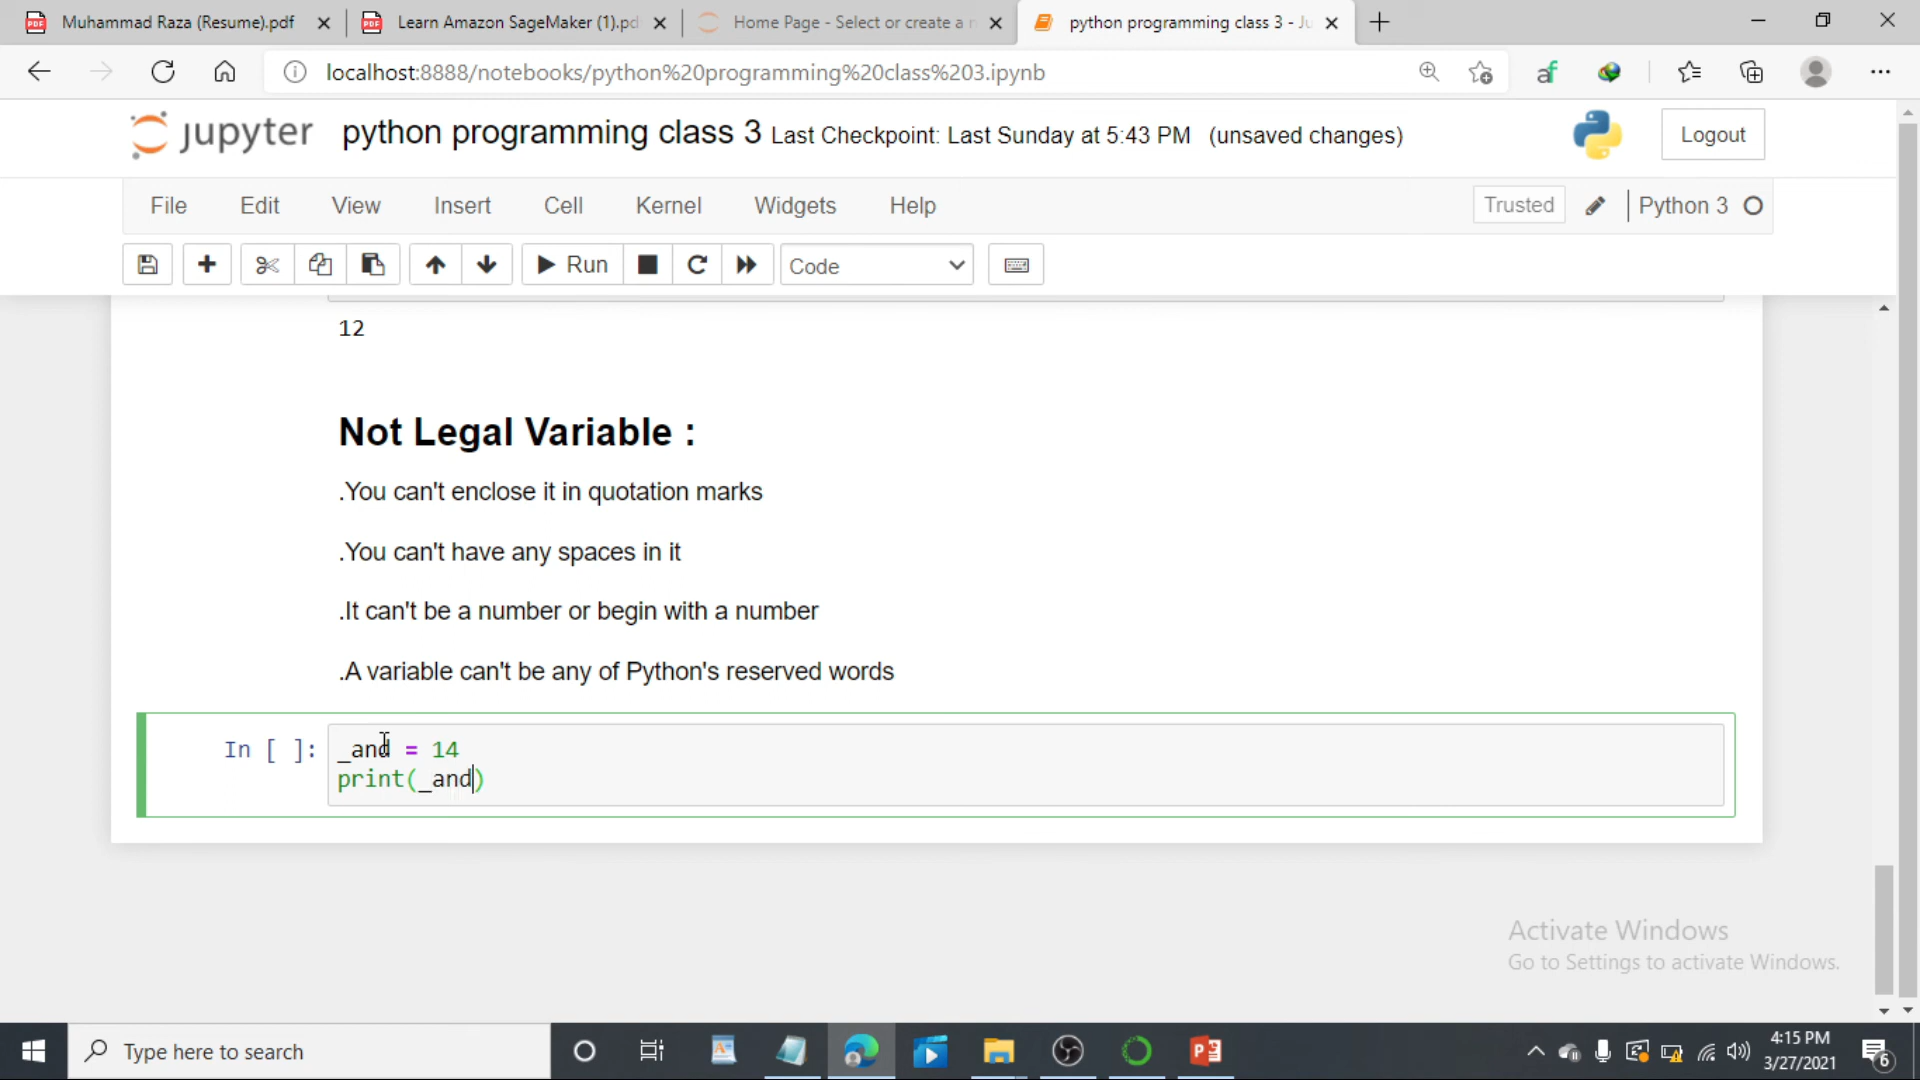 Muhammad Raza (Resume).pdf
Learn Amazon SageMaker (1).pd
Home Page - Select or create a n
python programming class 3 - Ju
localhost:8888/notebooks/python%20programming%20class%203.ipynb
jupyter python programming class 3 Last Checkpoint: Last Sunday at 5:43 PM (unsaved changes)
Logout
File Edit View Insert Cell Kernel Widgets Help
Trusted
Python 3
Run
Code
12
Not Legal Variable :
.You can't enclose it in quotation marks
.You can't have any spaces in it
.It can't be a number or begin with a number
.A variable can't be any of Python's reserved words
In [ ]: _and = 14
print(_and)
Activate Windows
Go to Settings to activate Windows.
Type here to search
4:15 PM
3/27/2021
6